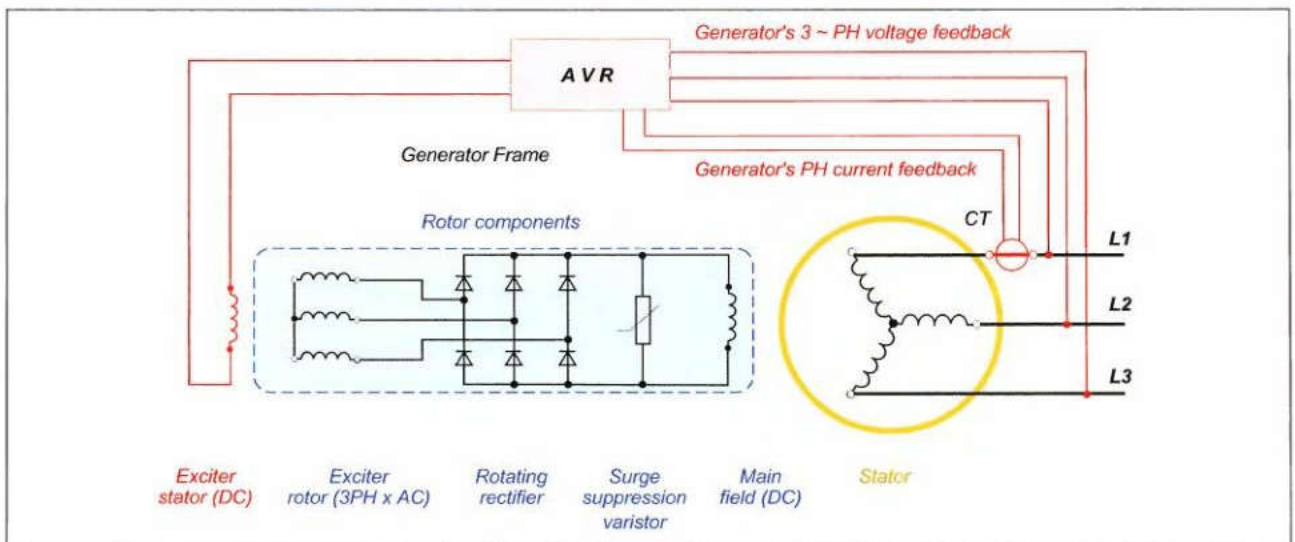 Generator's 3 ~ PH voltage feedback
AVR
Generator Frame
Generator's PH current feedback
Rotor components
CT
L1
L2
L3
Exciter
stator (DC)
Exciter
rotor (3PH x AC)
Rotating
rectifier
Surge
suppression
varistor
Main
field (DC)
Stator